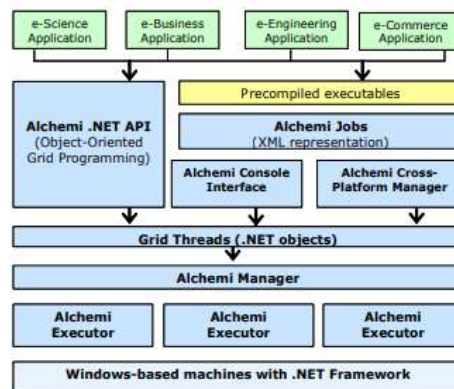 e-Science
Application
e-Business
Application
e-Engineering
Application
e-Commerce
Application
Alchemi .NET API
(Object-Oriented
Grid Programming)
Precompiled executables
Alchemi Jobs
(XML representation)
Alchemi Console
Interface
Alchemi Cross-
Platform Manager
Grid Threads (.NET objects)
Alchemi Manager
Alchemi
Executor
Alchemi
Executor
Alchemi
Executor
Windows-based machines with .NET Framework